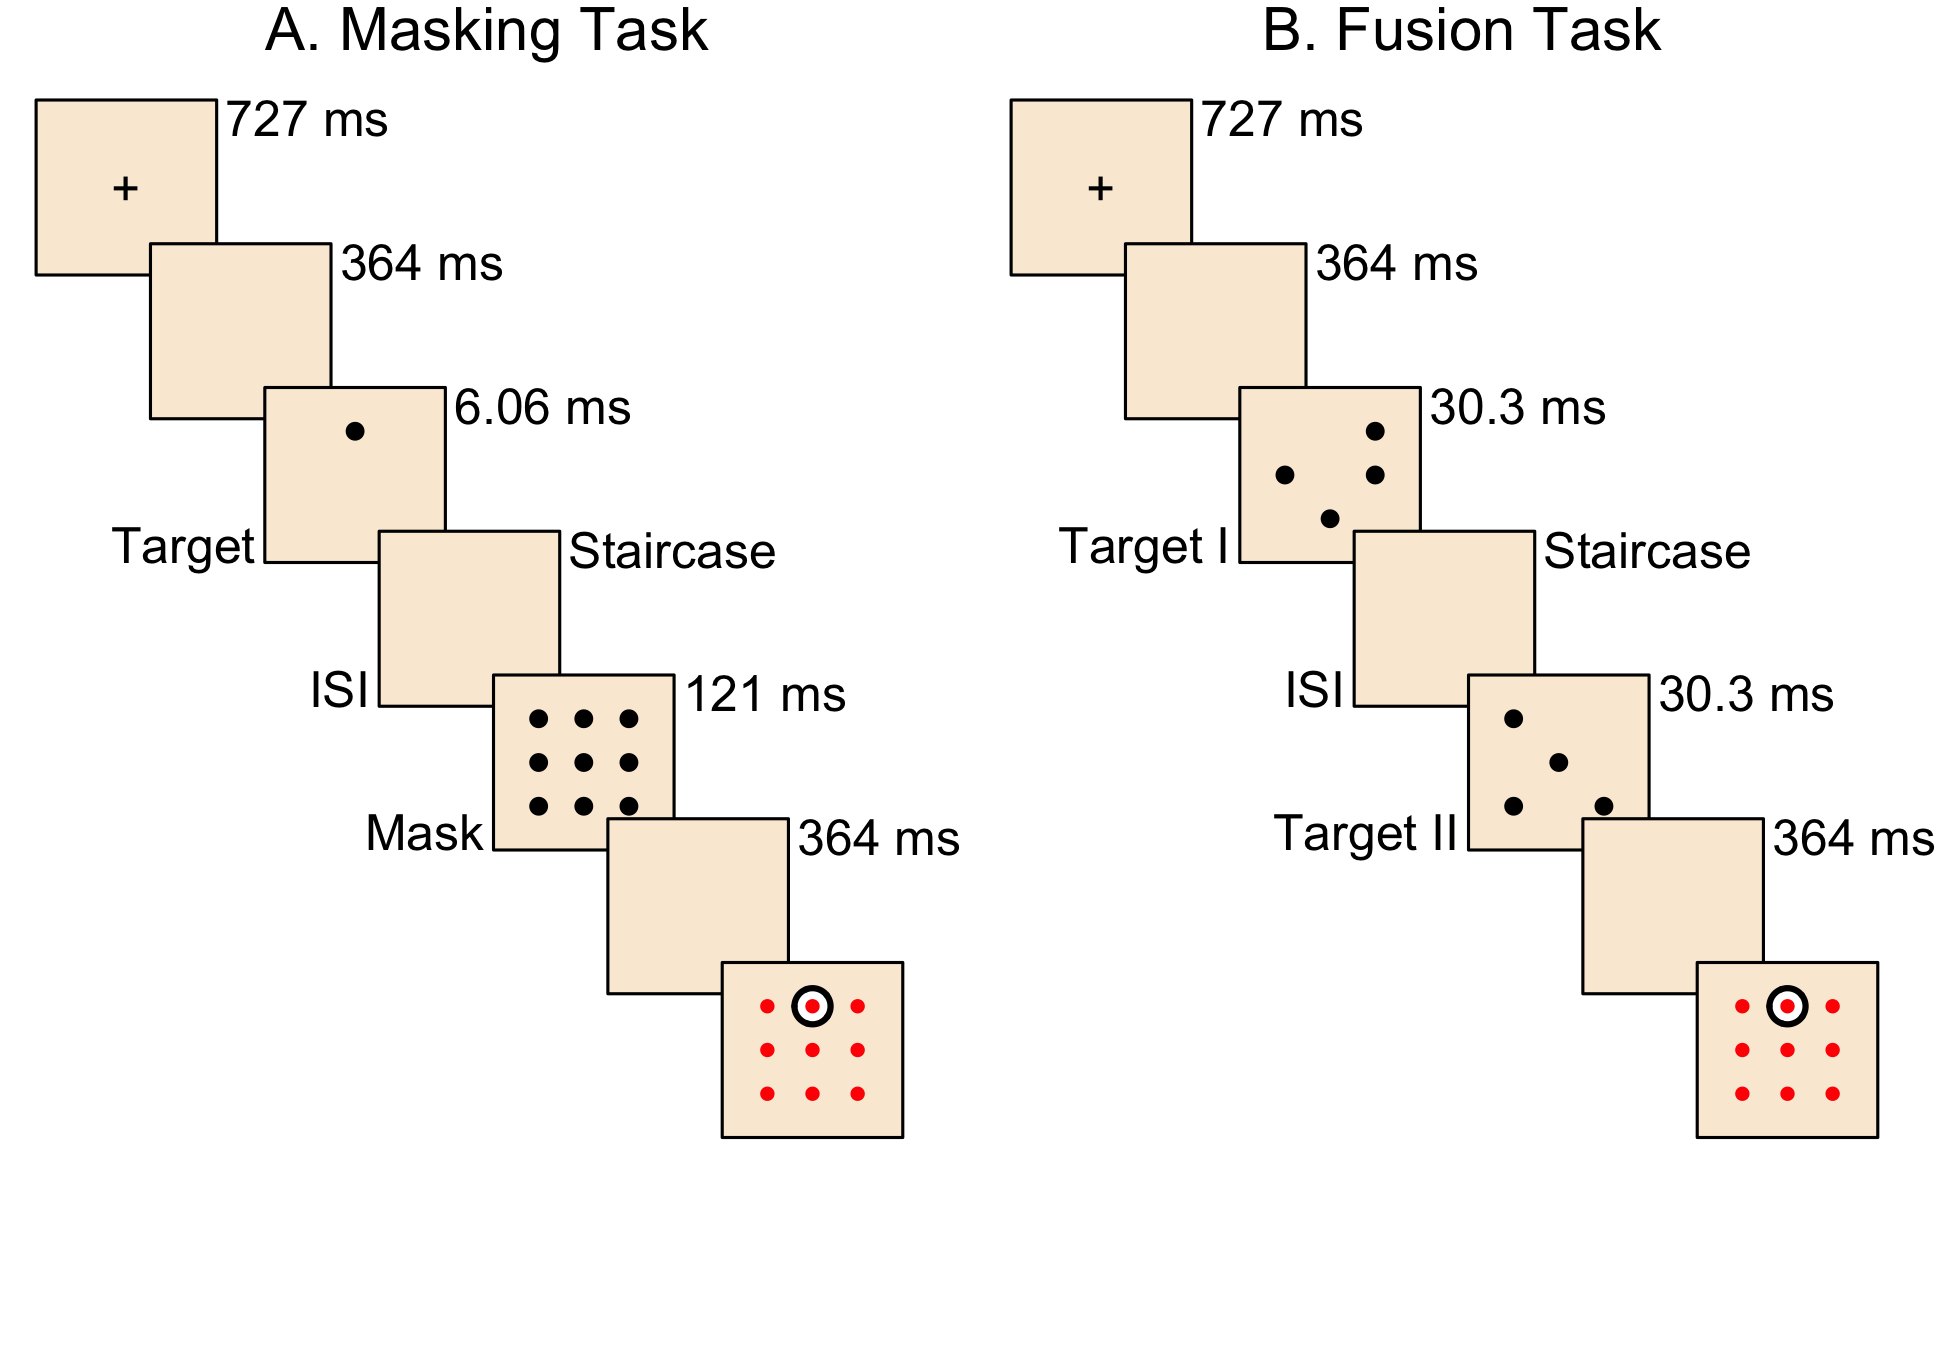 A. Masking Task
727 ms
364 ms
6.06 ms
Target
Staircase
ISI
121 ms
Mask
364 ms
B. Fusion Task
727 ms
364 ms
30.3 ms
Target I
Staircase
ISI
30.3 ms
Target II
364 ms